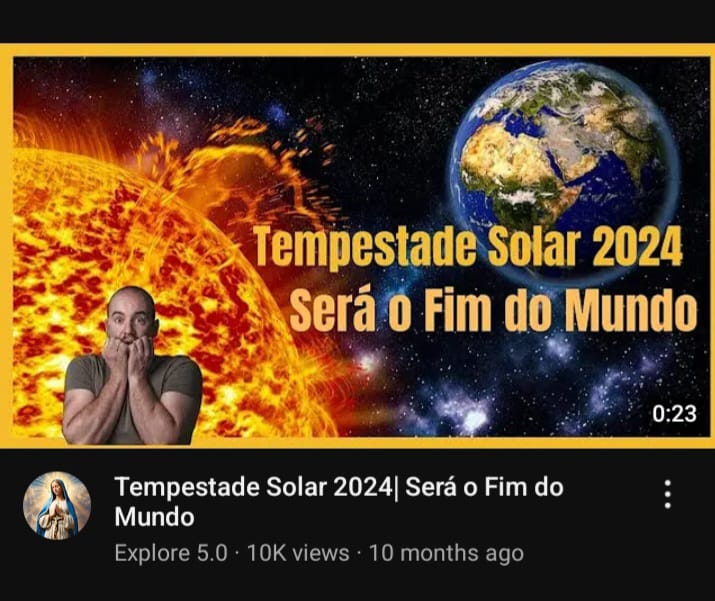 Tempestade Solar 2024
Será o Fim do Mundo
0:23
Tempestade Solar 2024| Será o Fim do
Mundo
Explore 5.0 · 10K views · 10 months ago